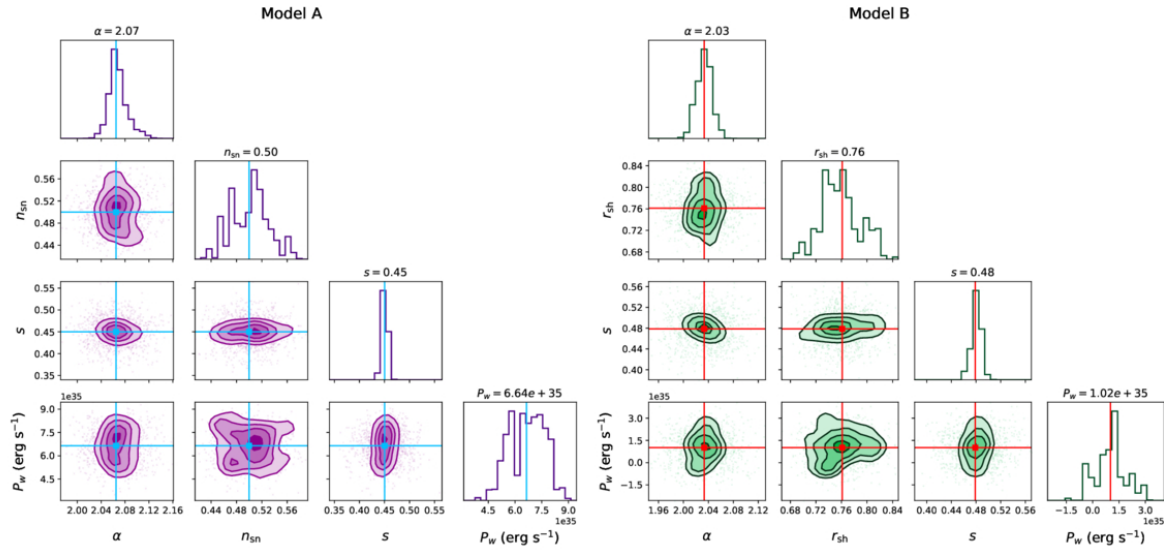 Model A
Model B
α = 2.07
α = 2.03
n_sn = 0.50
r_sh = 0.76
n_sn
0.56
0.52
0.48
0.44
r_sh
0.84
0.80
0.76
0.72
0.68
s = 0.45
s = 0.48
s
0.55
0.50
0.45
0.40
0.35
s
0.56
0.52
0.48
0.44
0.40
P_w = 6.64e + 35
P_w = 1.02e + 35
1e35
P_w (erg s⁻¹)
9.0
7.5
6.0
4.5
1e35
P_w (erg s⁻¹)
3.0
1.5
0.0
−1.5
2.00 2.04 2.08 2.12 2.16
0.44 0.48 0.52 0.56
0.35 0.40 0.45 0.50 0.55
4.5 6.0 7.5 9.0
1e35
1.96 2.00 2.04 2.08 2.12
0.68 0.72 0.76 0.80 0.84
0.40 0.44 0.48 0.52 0.56
−1.5 0.0 1.5 3.0
1e35
α n_sn s P_w (erg s⁻¹)
α r_sh s P_w (erg s⁻¹)